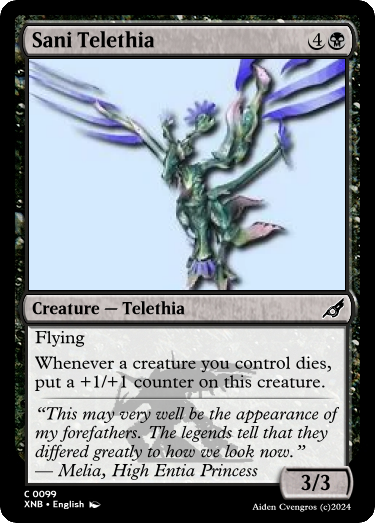 Sani Telethia 4
Creature — Telethia
Flying
Whenever a creature you control dies,
put a +1/+1 counter on this creature.
“This may very well be the appearance of
my forefathers. The legends tell that they
differed greatly to how we look now.”
— Melia, High Entia Princess
3/3
C 0099
XNB • English
Aiden Cvengros (c)2024